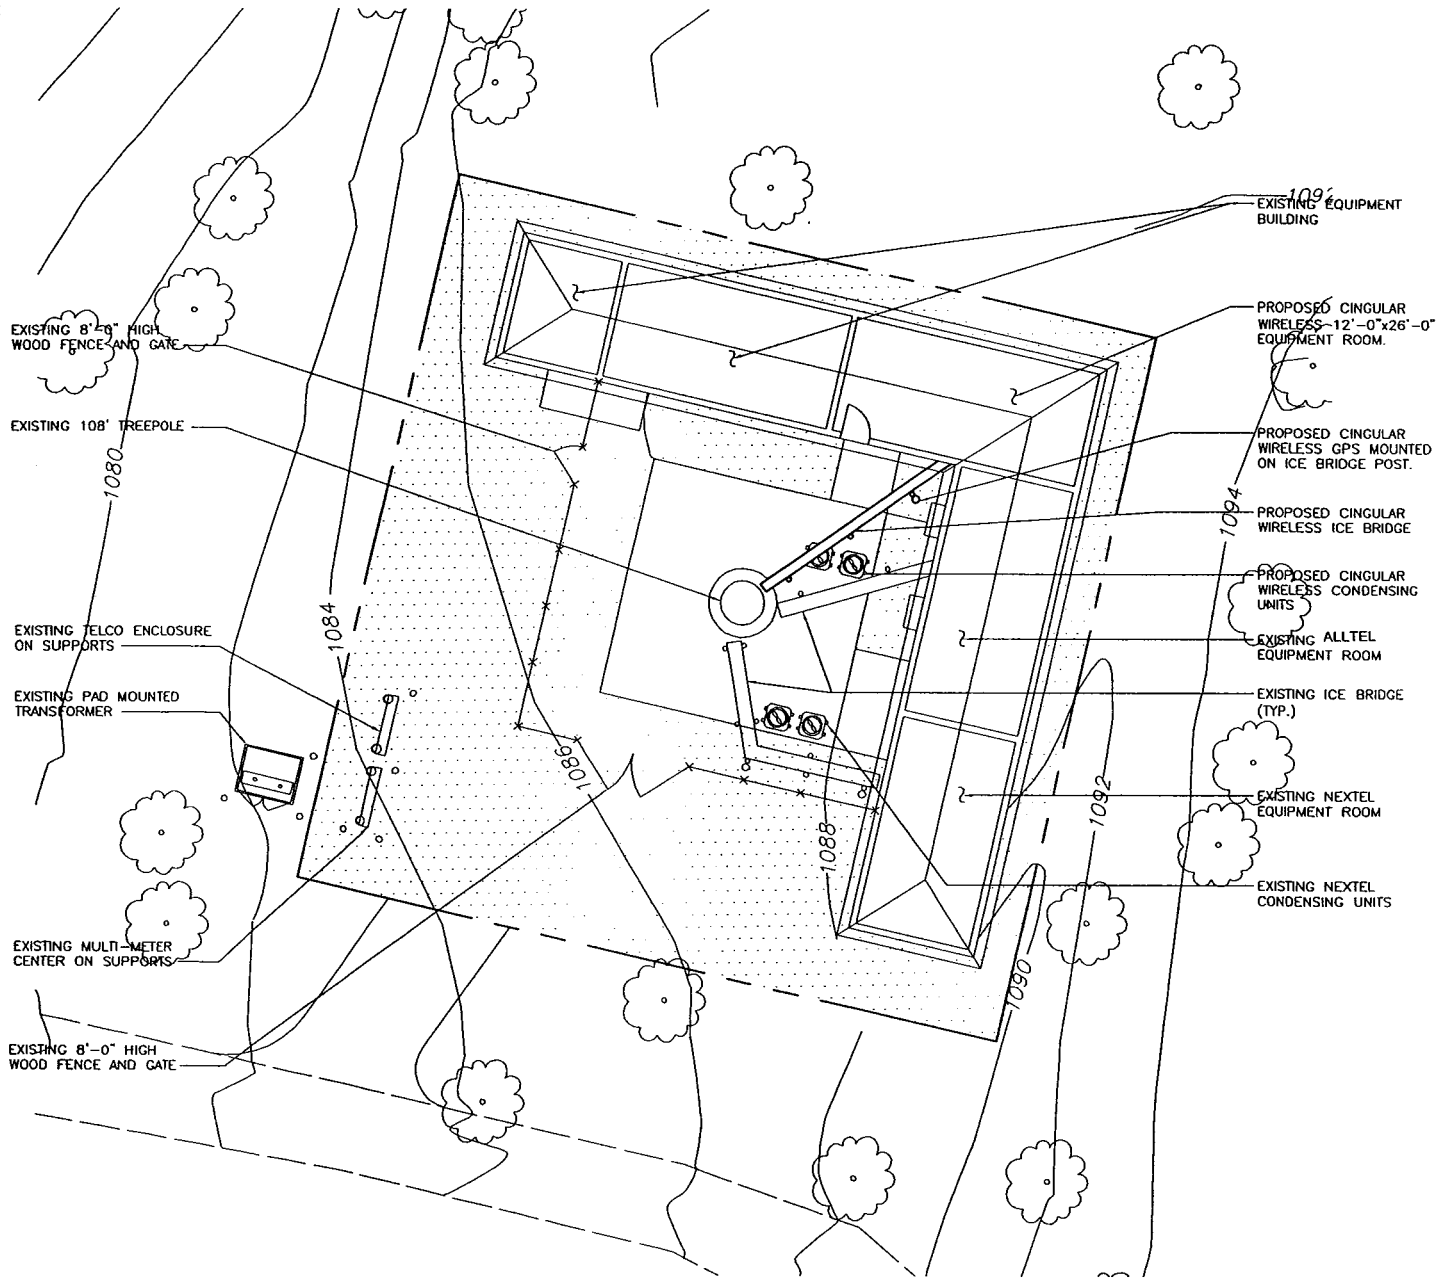 1092
EXISTING EQUIPMENT
BUILDING
PROPOSED CINGULAR
WIRELESS 12'-0"x26'-0"
EQUIPMENT ROOM.
EXISTING 8'-0" HIGH
WOOD FENCE AND GATE
EXISTING 108' TREEPOLE
PROPOSED CINGULAR
WIRELESS GPS MOUNTED
ON ICE BRIDGE POST.
1080
1094
PROPOSED CINGULAR
WIRELESS ICE BRIDGE
PROPOSED CINGULAR
WIRELESS CONDENSING
UNITS
1084
EXISTING TELCO ENCLOSURE
ON SUPPORTS
EXISTING ALLTEL
EQUIPMENT ROOM
EXISTING PAD MOUNTED
TRANSFORMER
EXISTING ICE BRIDGE
(TYP.)
1086
1092
EXISTING NEXTEL
EQUIPMENT ROOM
1088
EXISTING NEXTEL
CONDENSING UNITS
EXISTING MULTI-METER
CENTER ON SUPPORTS
1090
EXISTING 8'-0" HIGH
WOOD FENCE AND GATE